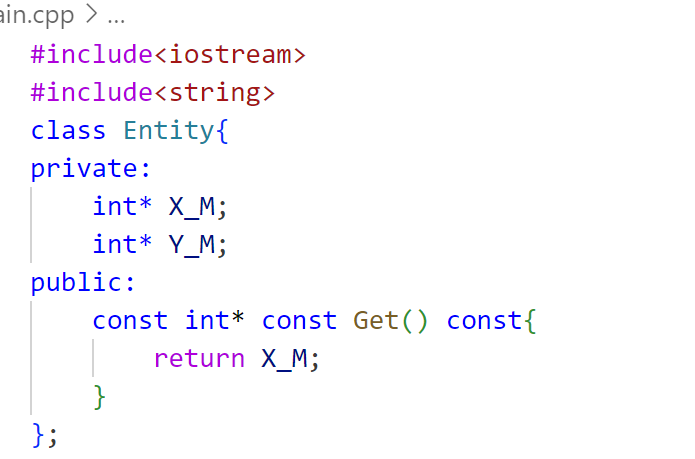 ain.cpp > ...
#include<iostream>
#include<string>
class Entity{
private:
    int* X_M;
    int* Y_M;
public:
    const int* const Get() const{
        return X_M;
    }
};